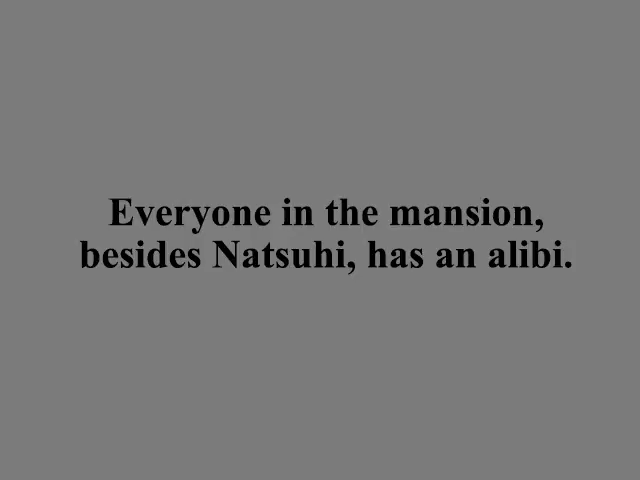 Everyone in the mansion,
besides Natsuhi, has an alibi.